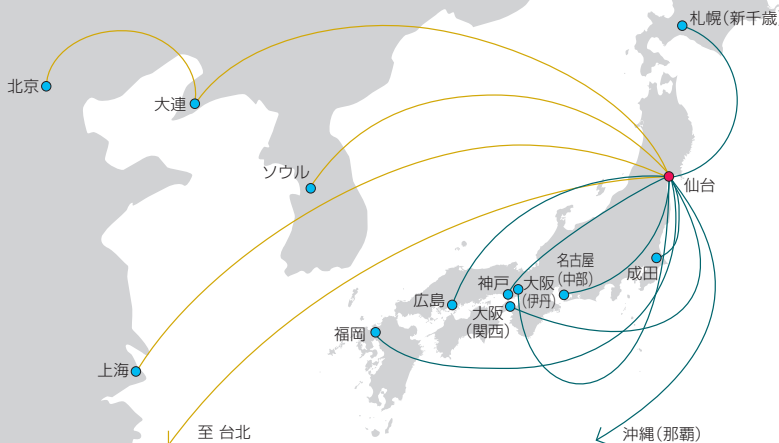 札幌（新千歳
北京
大連
ソウル
仙台
名古屋
（中部）
成田
神戸
大阪
（伊丹）
広島
大阪
（関西）
福岡
上海
至 台北
沖縄（那覇）